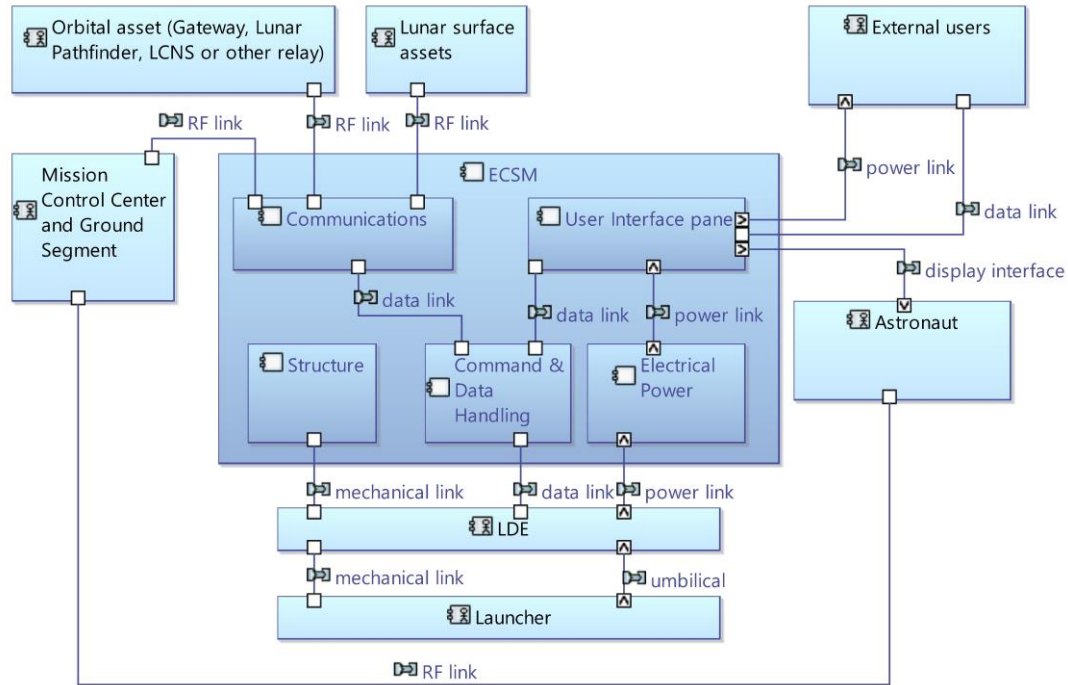 Orbital asset (Gateway, Lunar
Pathfinder, LCNS or other relay)
Lunar surface
assets
External users
RF link
RF link
RF link
power link
Mission
Control Center
and Ground
Segment
ECSM
Communications
User Interface pane
data link
display interface
data link
data link
power link
Astronaut
Structure
Command &
Data
Handling
Electrical
Power
mechanical link
data link
power link
LDE
mechanical link
umbilical
Launcher
RF link